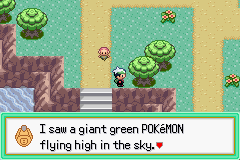 I saw a giant green POKéMON
flying high in the sky.♥